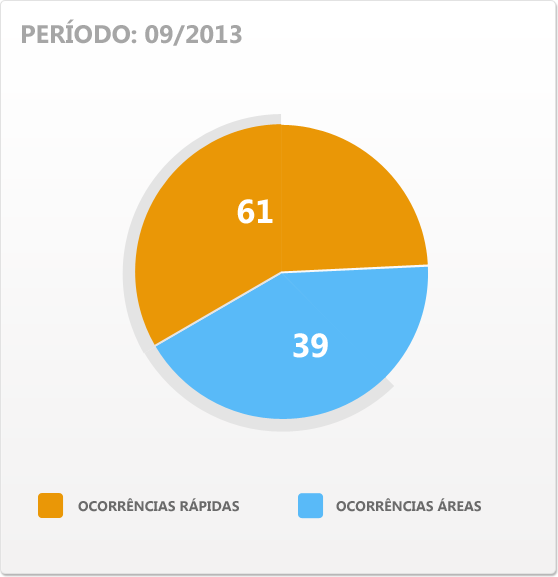 PERÍODO: 09/2013
61
39
OCORRÊNCIAS RÁPIDAS
OCORRÊNCIAS ÁREAS